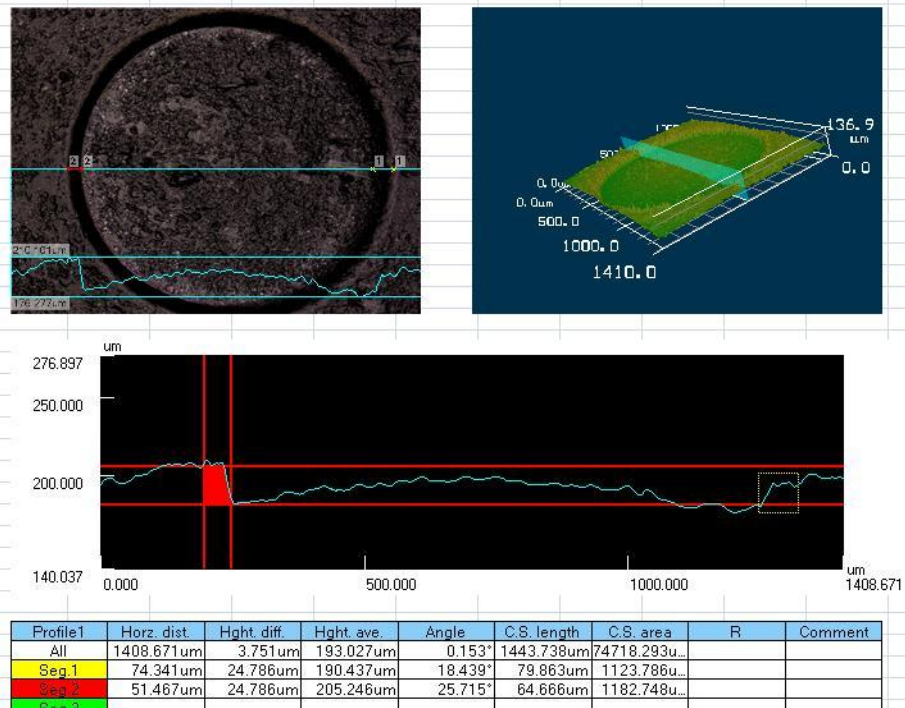 2 2 1 1
176.277um
136.9
um
0.0
0.0um
500.0
1000.0
1410.0
0.0um
um
276.897
250.000
200.000
140.037
0.000 500.000 1000.000 um
1408.671
Profile1 Horz. dist. Hght. diff. Hght. ave. Angle C.S. length C.S. area R Comment
All 1408.671um 3.751um 193.027um 0.153° 1443.738um 74718.293u...
Seg.1 74.341um 24.786um 190.437um 18.439° 79.863um 1123.786u...
Seg.2 51.467um 24.786um 205.246um 25.715° 64.666um 1182.748u...
Seg.3